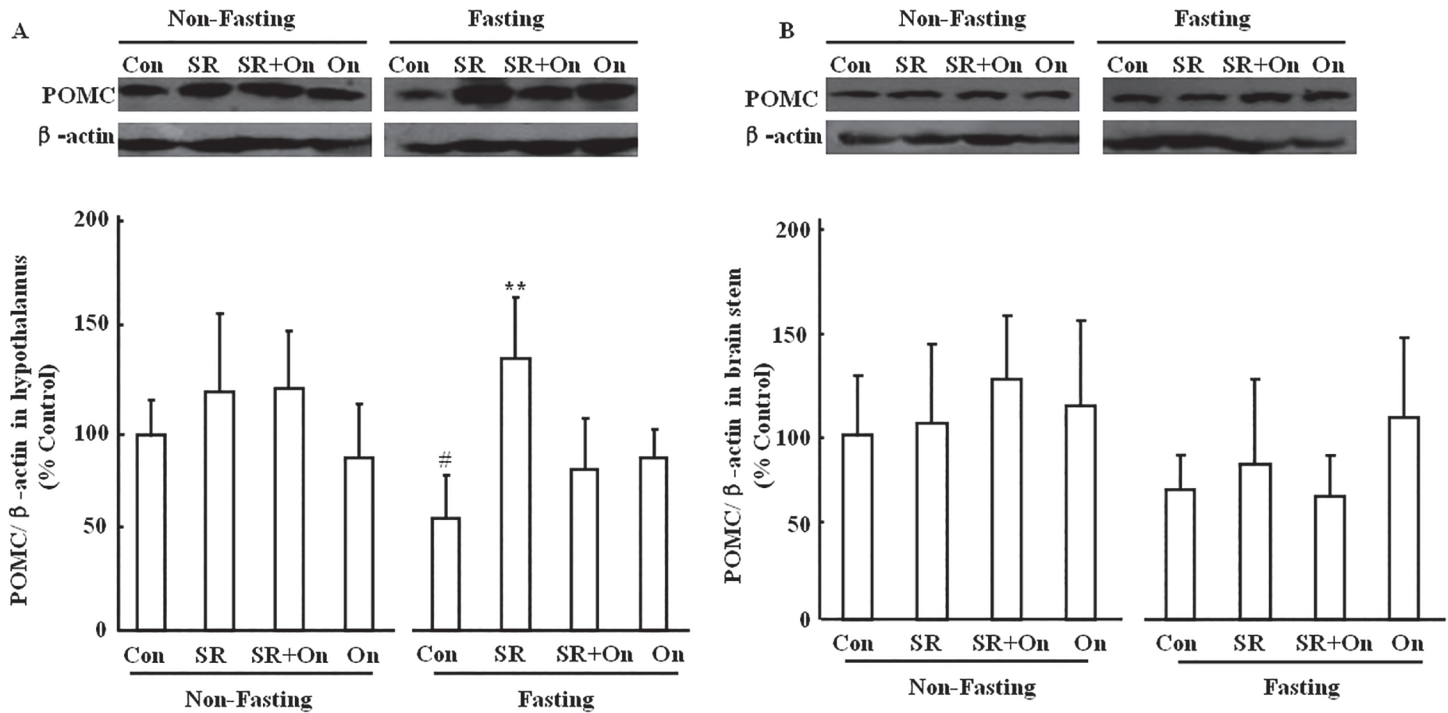 A
Non-Fasting
Fasting
Con SR SR+On On
Con SR SR+On On
POMC
β -actin
200
150
100
50
0
POMC/ β -actin in hypothalamus
(% Control)
#
**
Con SR SR+On On
Con SR SR+On On
Non-Fasting
Fasting
B
Non-Fasting
Fasting
Con SR SR+On On
Con SR SR+On On
POMC
β -actin
200
150
100
50
0
POMC/ β -actin in brain stem
(% Control)
Con SR SR+On On
Con SR SR+On On
Non-Fasting
Fasting